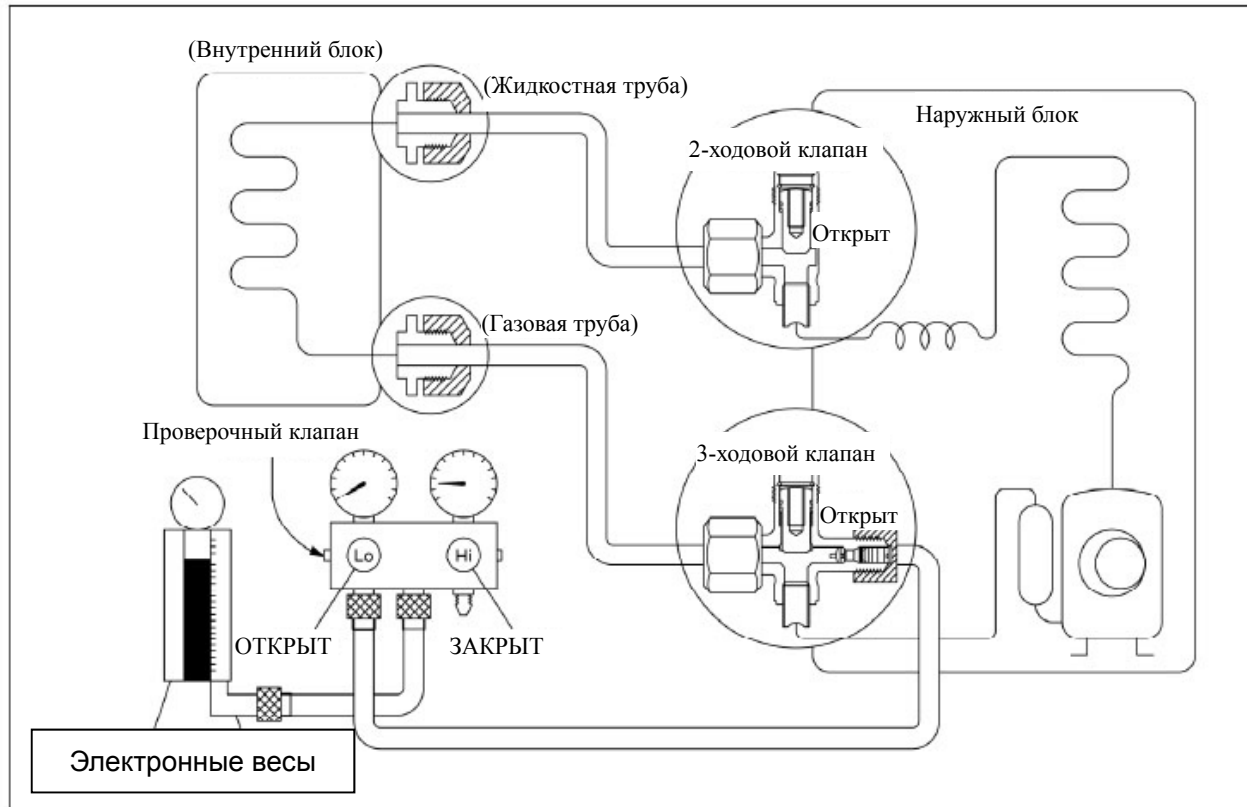 (Внутренний блок)
(Жидкостная труба)
Наружный блок
2-ходовой клапан
Открыт
(Газовая труба)
Проверочный клапан
3-ходовой клапан
Открыт
Lo
Hi
ОТКРЫТ
ЗАКРЫТ
Электронные весы